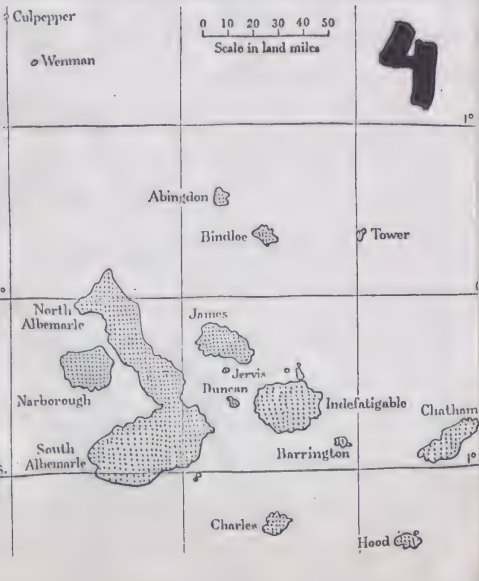 Culpepper
0 10 20 30 40 50
Scale in land miles
Wenman
4
1°
Abingdon
Bindloe
Tower
North
Albemarle
James
Jervis
Duncan
Narborough
Indefatigable
Chatham
South
Albemarle
Barrington
1°
Charles
Hood